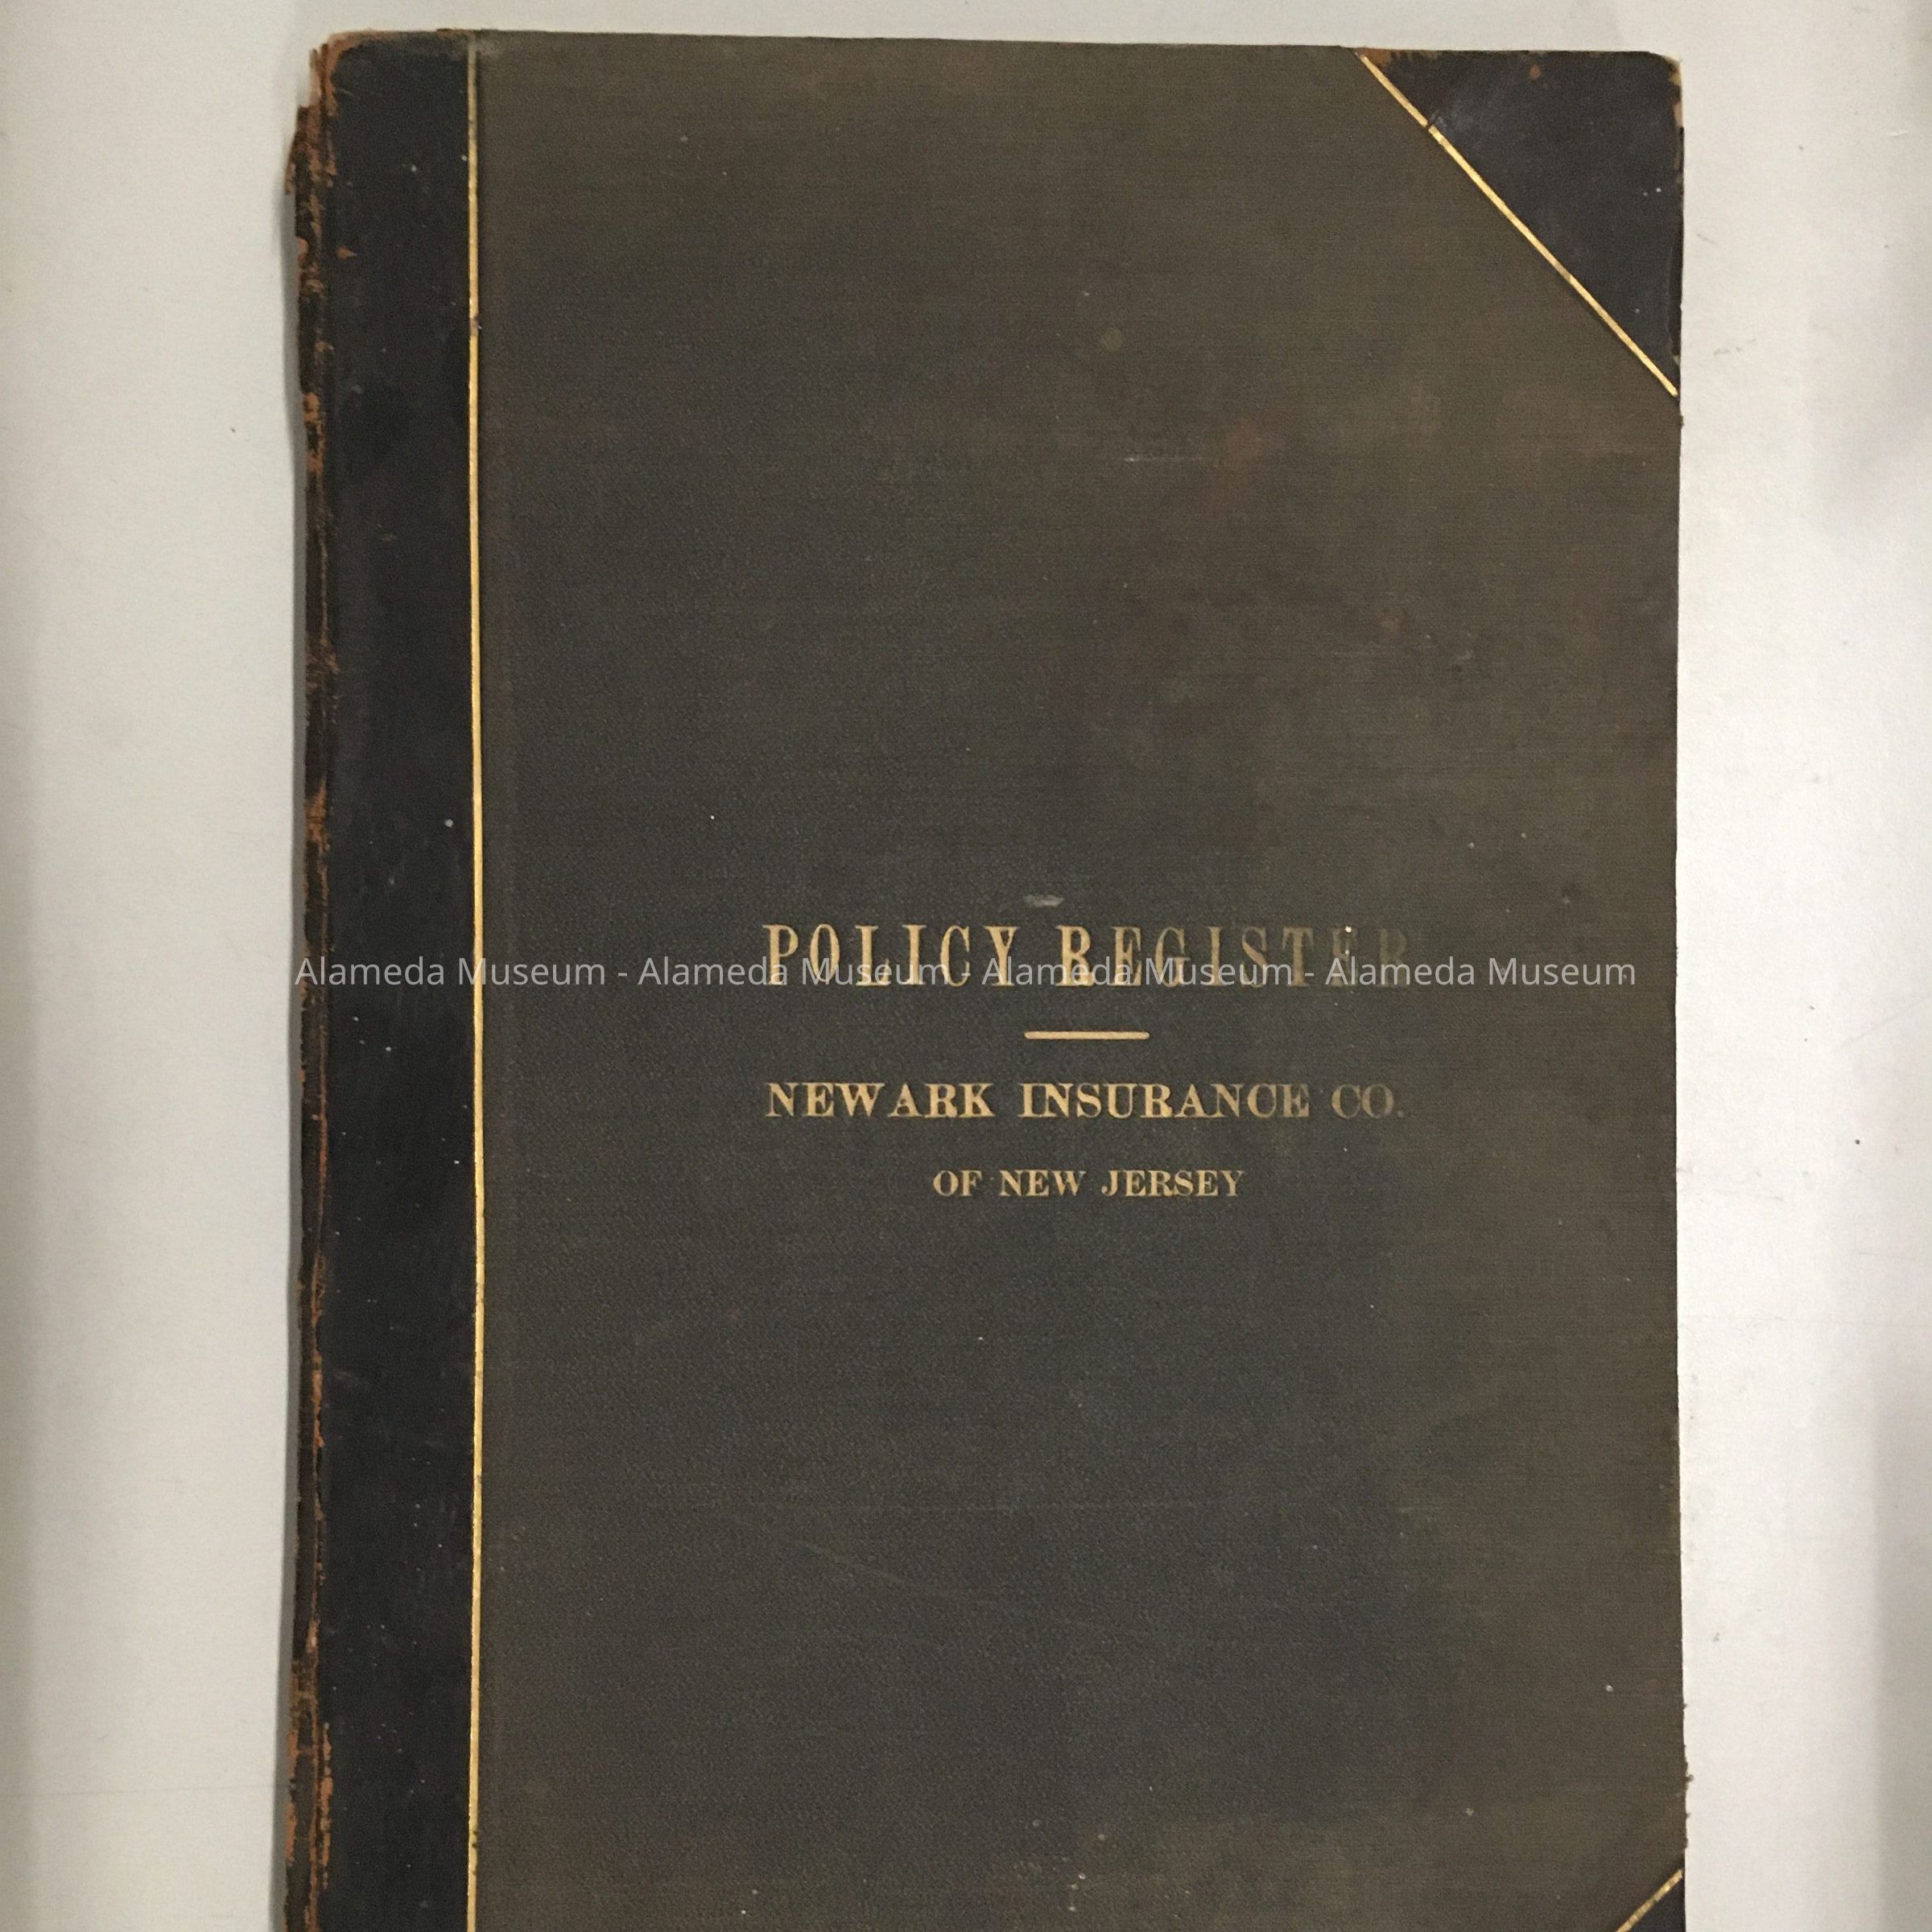 POLICY REGISTER
Alameda Museum - Alameda Museum - Alameda Museum - Alameda Museum
NEWARK INSURANCE CO.
OF NEW JERSEY